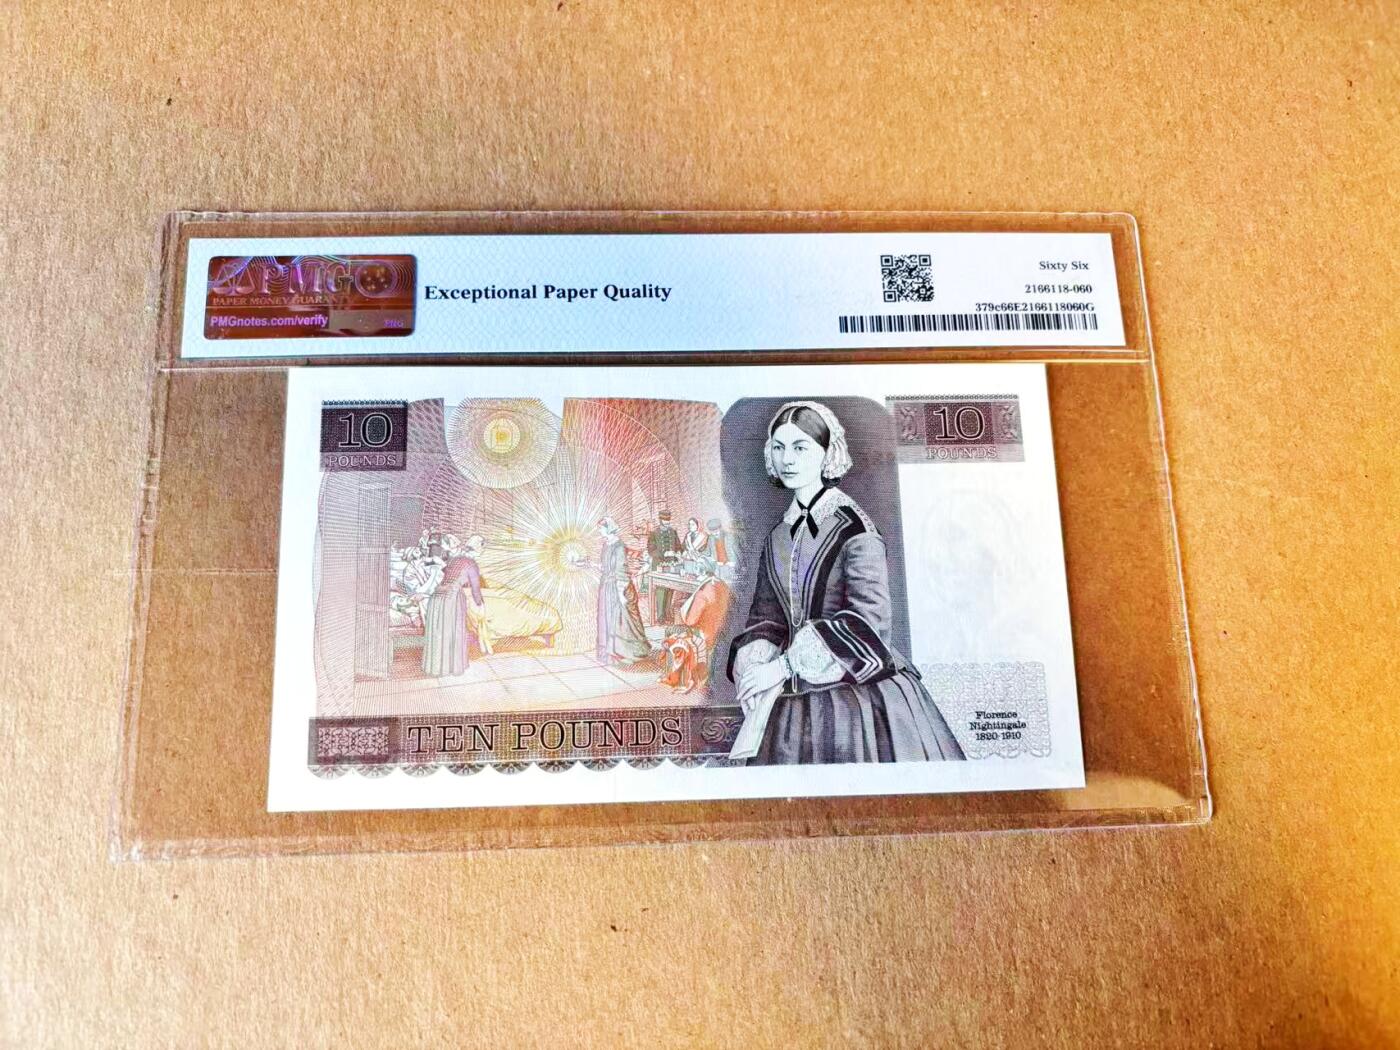 PMG
PAPER MONEY GUARANTY
PMGnotes.com/verify
PMG
Exceptional Paper Quality
Sixty Six
2166118-060
379c66E2166118060G
10
POUNDS
10
POUNDS
TEN POUNDS
Florence
Nightingale
1820-1910